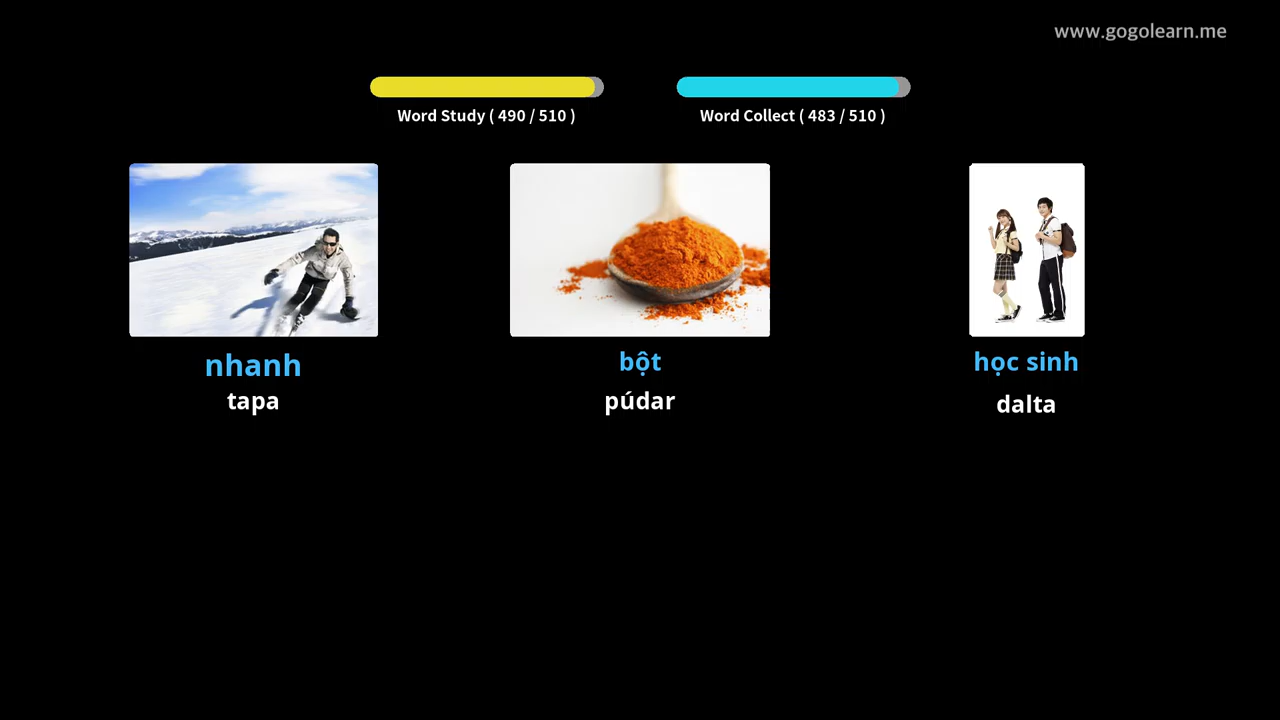 www.gogolearn.me
Word Study ( 490 / 510 )
Word Collect ( 483 / 510 )
nhanh
tapa
bột
púdar
học sinh
dalta